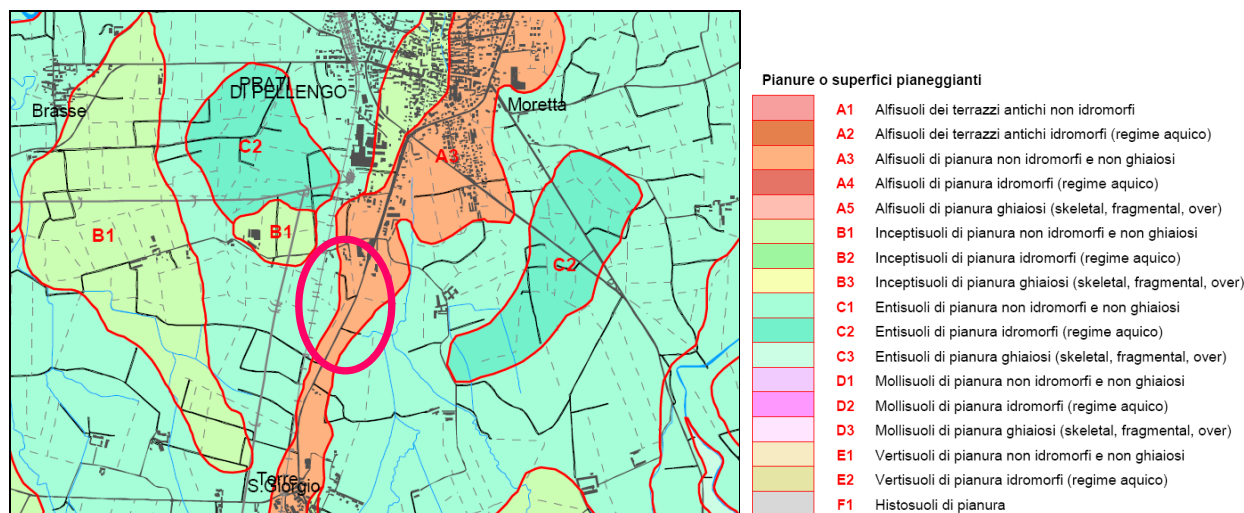 PRATI
DI PELLENGO
Brasse
Moretta
C2
A3
B1
B1
C2
Torre
S.Giorgio
Pianure o superfici pianeggianti
A1 Alfisuoli dei terrazzi antichi non idromorfi
A2 Alfisuoli dei terrazzi antichi idromorfi (regime aquico)
A3 Alfisuoli di pianura non idromorfi e non ghiaiosi
A4 Alfisuoli di pianura idromorfi (regime aquico)
A5 Alfisuoli di pianura ghiaiosi (skeletal, fragmental, over)
B1 Inceptisuoli di pianura non idromorfi e non ghiaiosi
B2 Inceptisuoli di pianura idromorfi (regime aquico)
B3 Inceptisuoli di pianura ghiaiosi (skeletal, fragmental, over)
C1 Entisuoli di pianura non idromorfi e non ghiaiosi
C2 Entisuoli di pianura idromorfi (regime aquico)
C3 Entisuoli di pianura ghiaiosi (skeletal, fragmental, over)
D1 Mollisuoli di pianura non idromorfi e non ghiaiosi
D2 Mollisuoli di pianura idromorfi (regime aquico)
D3 Mollisuoli di pianura ghiaiosi (skeletal, fragmental, over)
E1 Vertisuoli di pianura non idromorfi e non ghiaiosi
E2 Vertisuoli di pianura idromorfi (regime aquico)
F1 Histosuoli di pianura